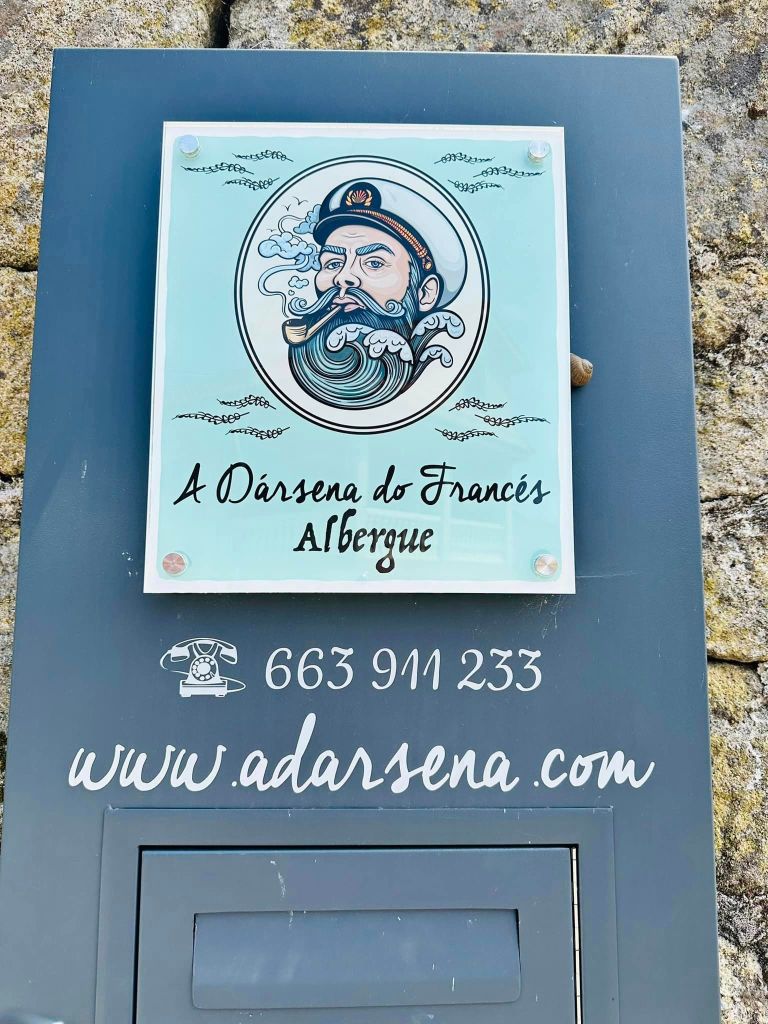 A Dársena do Francés
Albergue
663 911 233
www.adarsena.com